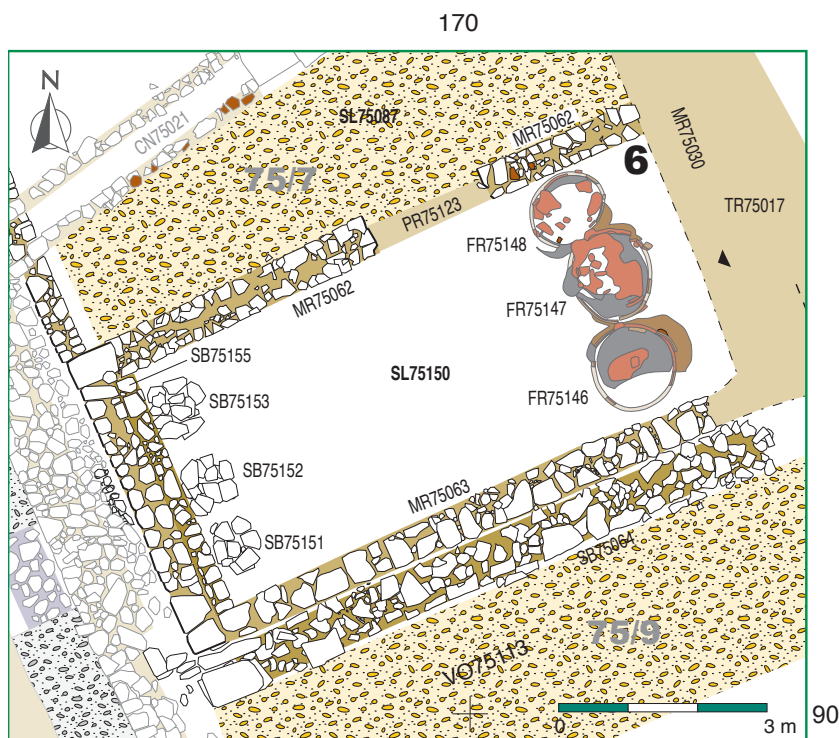 170
N
CN75021
SL75087
MR75062
MR75030
6
75/7
PR75123
TR75017
FR75148
MR75062
FR75147
SB75155
SL75150
SB75153
FR75146
SB75152
MR75063
SB75151
SB75064
75/9
VO75113
0
3 m
90